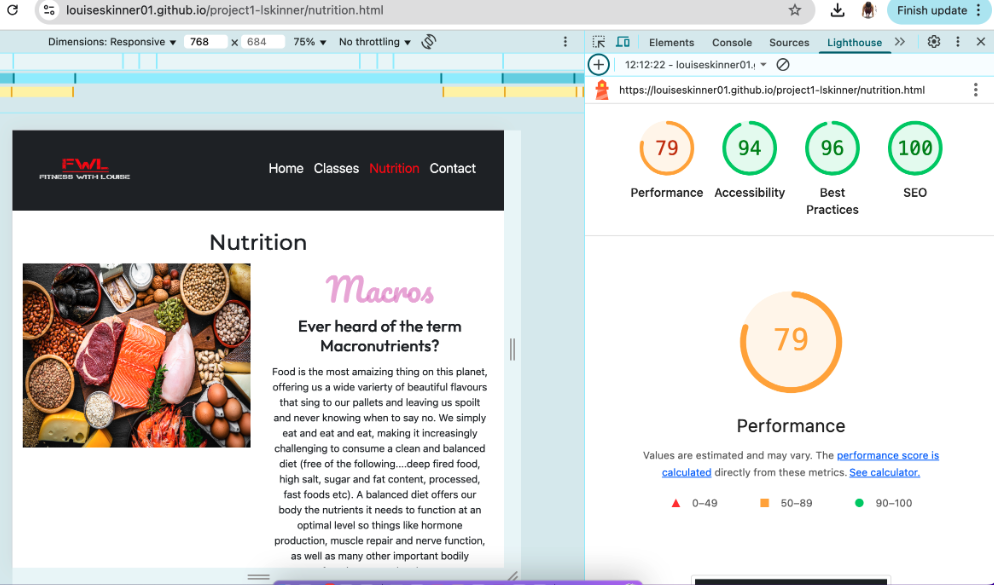 louiseskinner01.github.io/project1-lskinner/nutrition.html
Finish update
Dimensions: Responsive 768 x 684 75% No throttling
Elements Console Sources Lighthouse
12:12:22 - louiseskinner01.
https://louiseskinner01.github.io/project1-lskinner/nutrition.html
79 94 96 100
Performance Accessibility Best Practices SEO
FWL
FITNESS WITH LOUISE
Home Classes Nutrition Contact
Nutrition
Macros
Ever heard of the term
Macronutrients?
Food is the most amaizing thing on this planet,
offering us a wide varierty of beautiful flavours
that sing to our pallets and leaving us spoilt
and never knowing when to say no. We simply
eat and eat and eat, making it increasingly
challenging to consume a clean and balanced
diet (free of the following....deep fired food,
high salt, sugar and fat content, processed,
fast foods etc). A balanced diet offers our
body the nutrients it needs to function at an
optimal level so things like hormone
production, muscle repair and nerve function,
as well as many other important bodily
79
Performance
Values are estimated and may vary. The performance score is
calculated directly from these metrics. See calculator.
0–49 50–89 90–100